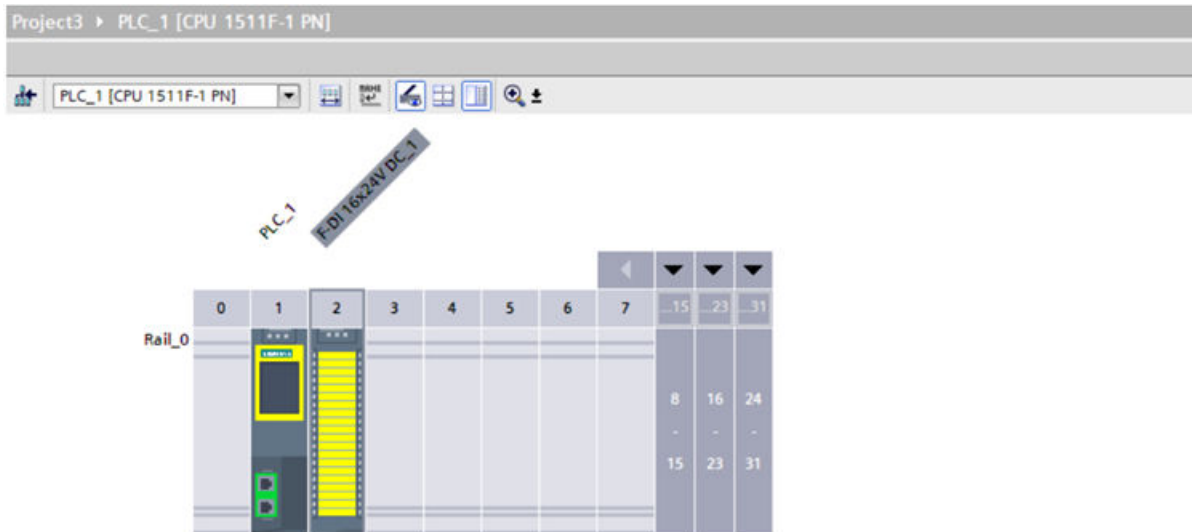 Project3 ▸ PLC_1 [CPU 1511F-1 PN]
PLC_1 [CPU 1511F-1 PN]
PLC_1
F-DI 16x24V DC_1
0 1 2 3 4 5 6 7 ...15 ...23 ...31
Rail_0
SIEMENS
8 16 24
- - -
15 23 31